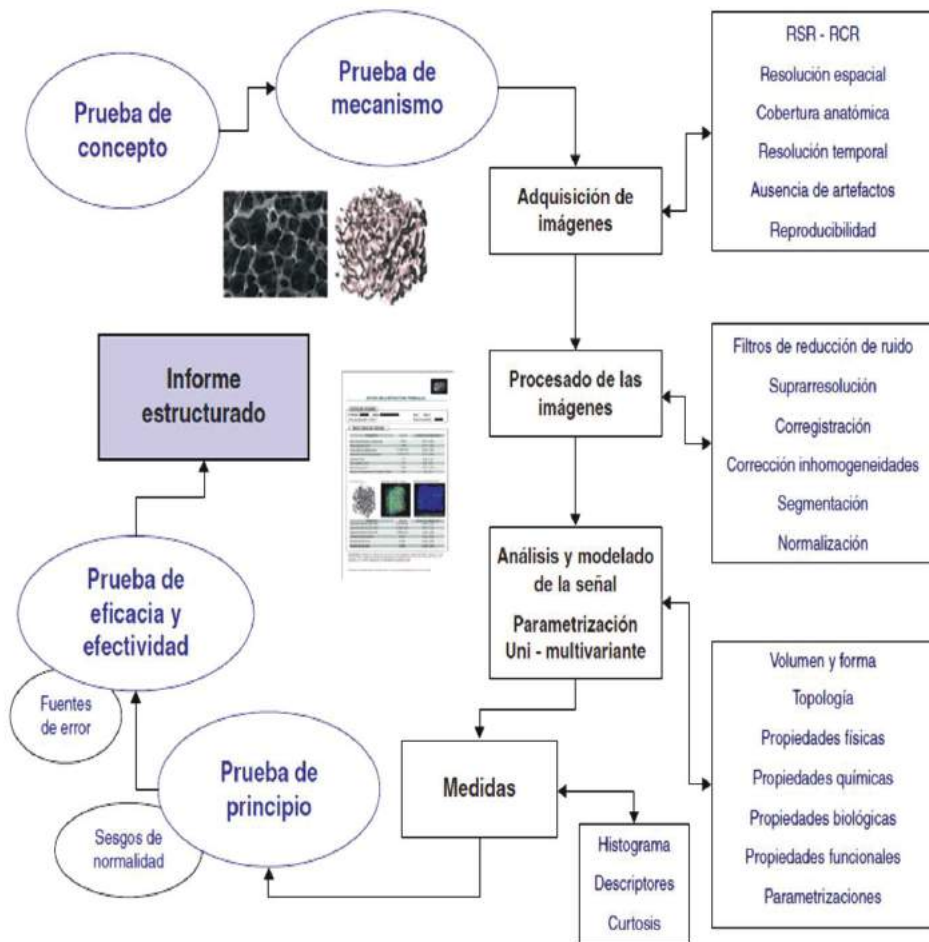 Prueba de
concepto
Prueba de
mecanismo
Adquisición de
imágenes
RSR - RCR
Resolución espacial
Cobertura anatómica
Resolución temporal
Ausencia de artefactos
Reproducibilidad
Procesado de las
imágenes
Filtros de reducción de ruido
Suprarresolución
Corregistración
Corrección inhomogeneidades
Segmentación
Normalización
Análisis y modelado
de la señal
Parametrización
Uni - multivariante
Volumen y forma
Topología
Propiedades físicas
Propiedades químicas
Propiedades biológicas
Propiedades funcionales
Parametrizaciones
Medidas
Histograma
Descriptores
Curtosis
Prueba de
principio
Sesgos de
normalidad
Prueba de
eficacia y
efectividad
Fuentes
de error
Informe
estructurado